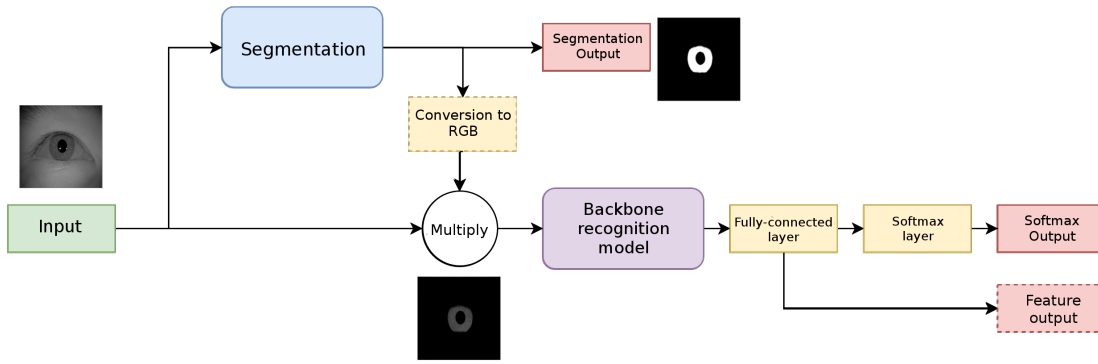 Segmentation
Segmentation
Output
Conversion to
RGB
Input
Multiply
Backbone
recognition
model
Fully-connected
layer
Softmax
layer
Softmax
Output
Feature
output